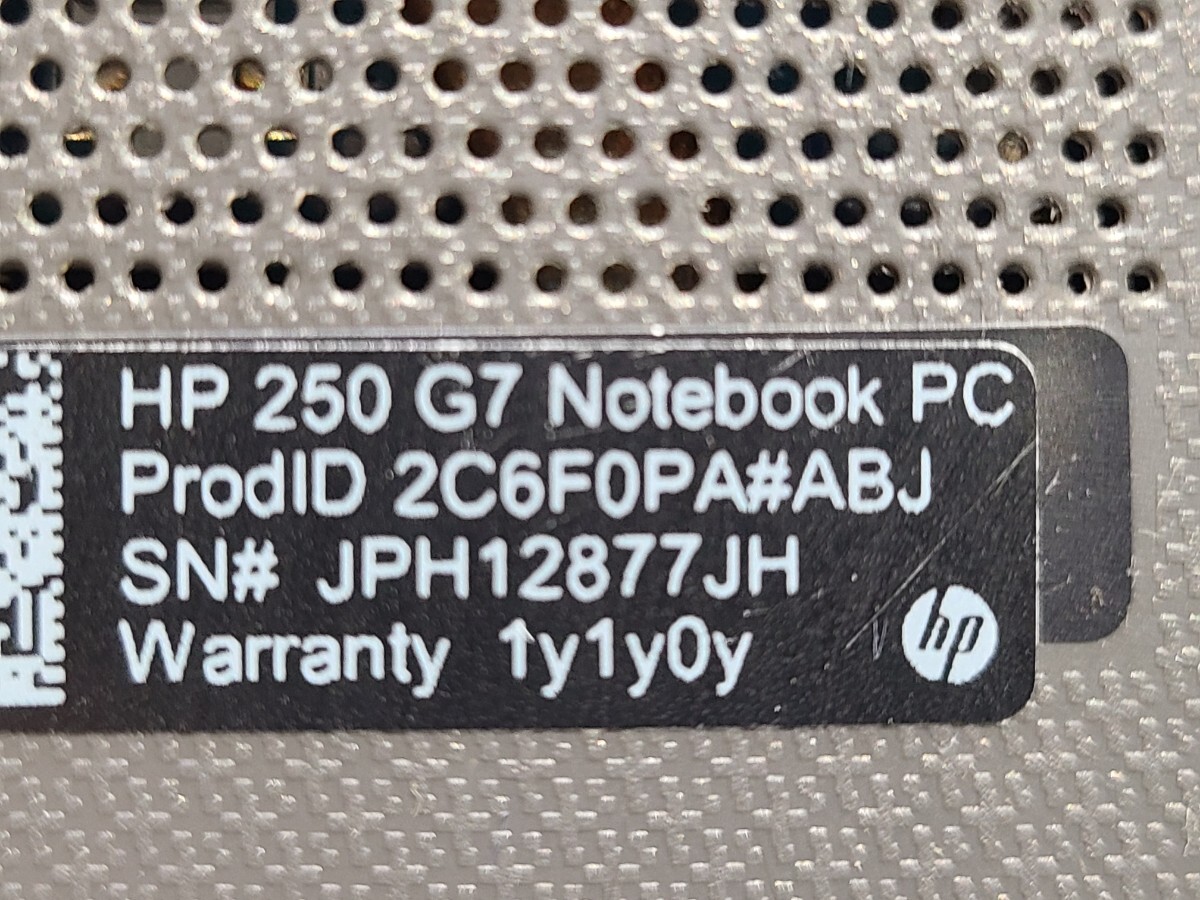 HP 250 G7 Notebook PC
ProdID 2C6F0PA#ABJ
SN# JPH12877JH
Warranty 1y1y0y
hp